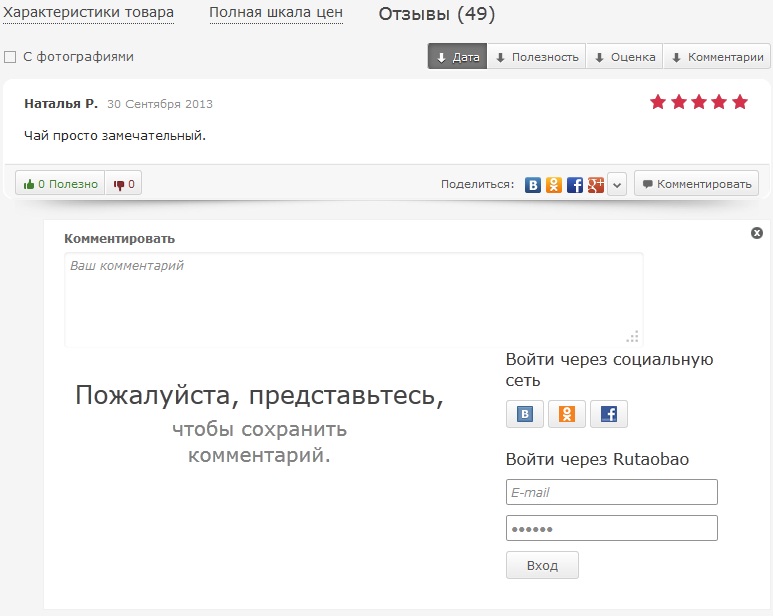 Характеристики товара Полная шкала цен Отзывы (49)
С фотографиями Дата Полезность Оценка Комментарии
Наталья Р. 30 Сентября 2013
Чай просто замечательный.
0 Полезно 0 Поделиться: Комментировать
Комментировать
Ваш комментарий
Войти через социальную
сеть
Пожалуйста, представьтесь,
чтобы сохранить
комментарий.
Войти через Rutaobao
E-mail
••••••
Вход